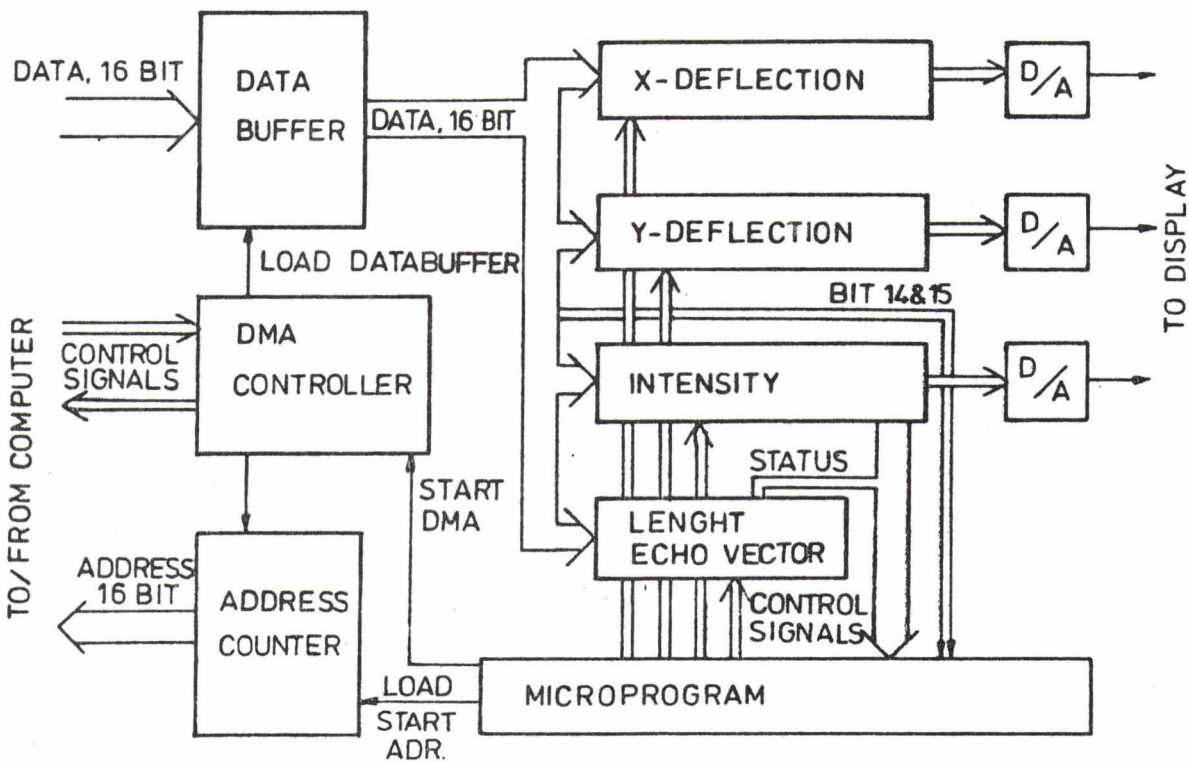 DATA, 16 BIT
DATA
BUFFER
DATA, 16 BIT
X-DEFLECTION
D/A
Y-DEFLECTION
D/A
TO DISPLAY
LOAD DATABUFFER
BIT 14&15
TO/FROM COMPUTER
CONTROL
SIGNALS
DMA
CONTROLLER
INTENSITY
D/A
START
DMA
STATUS
LENGHT
ECHO VECTOR
ADDRESS
16 BIT
ADDRESS
COUNTER
CONTROL
SIGNALS
LOAD
START
ADR.
MICROPROGRAM